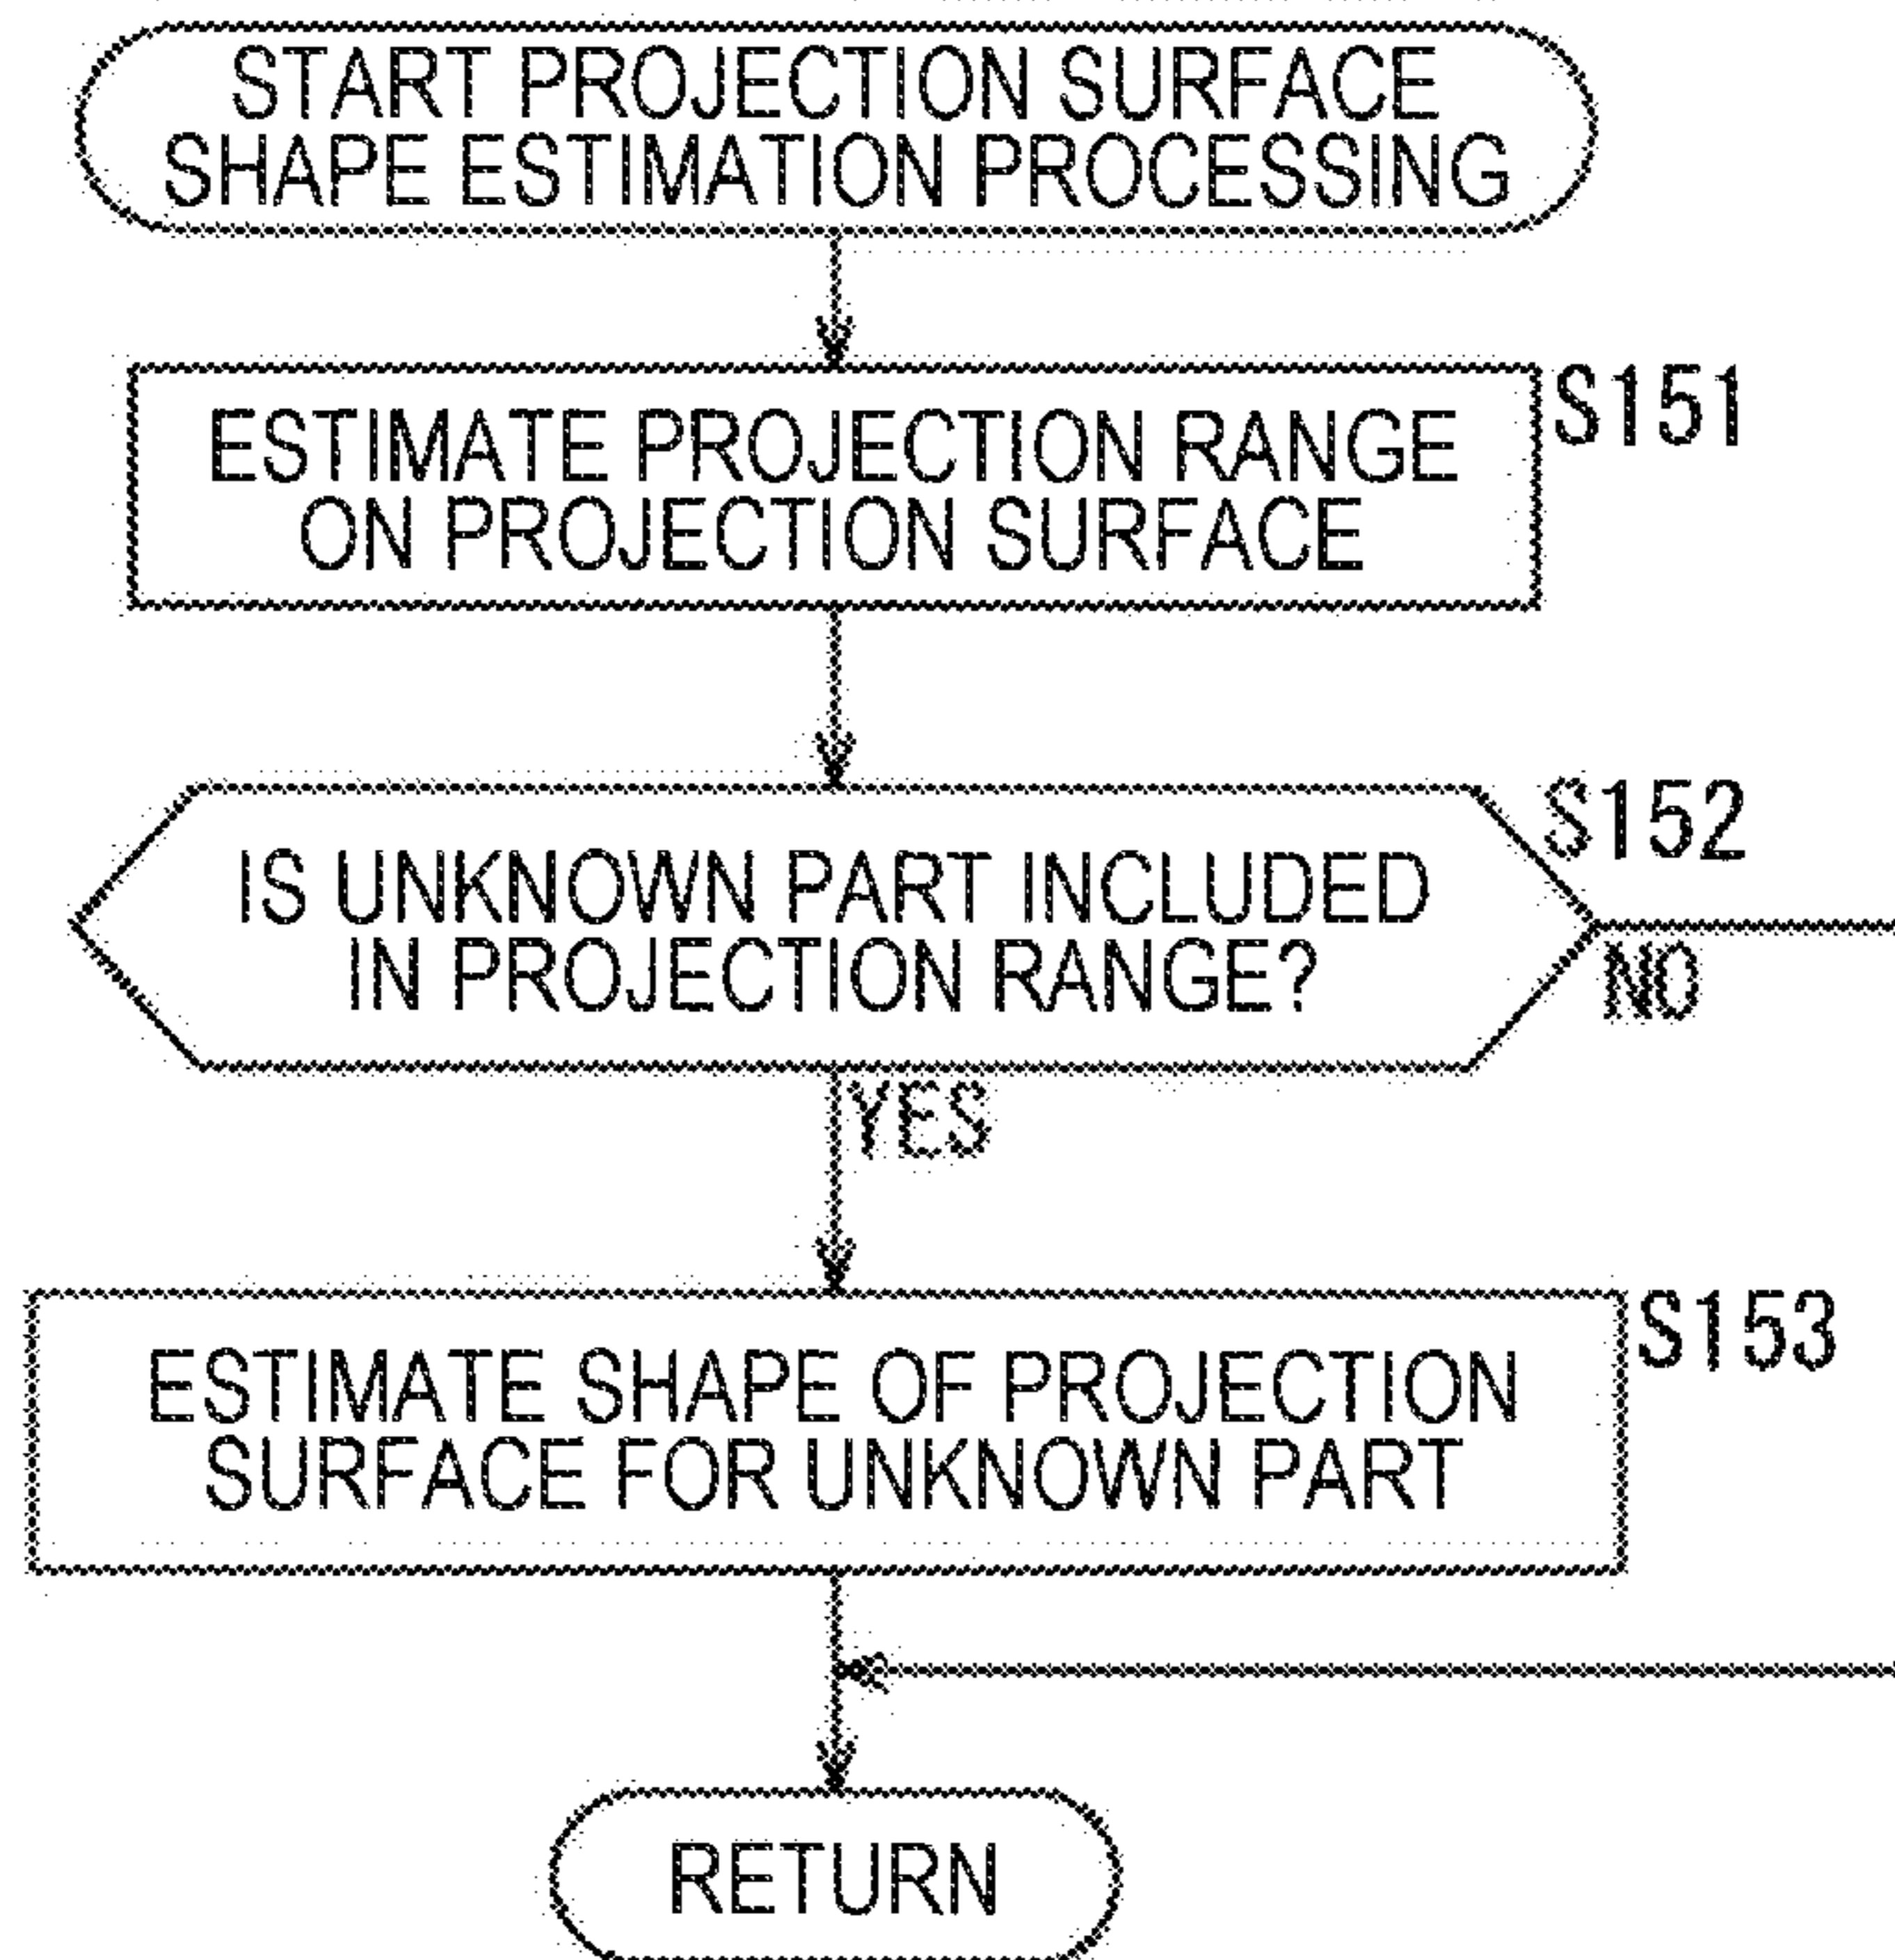 START PROJECTION SURFACE
SHAPE ESTIMATION PROCESSING
S151
ESTIMATE PROJECTION RANGE
ON PROJECTION SURFACE
S152
IS UNKNOWN PART INCLUDED
IN PROJECTION RANGE?
NO
YES
S153
ESTIMATE SHAPE OF PROJECTION
SURFACE FOR UNKNOWN PART
RETURN